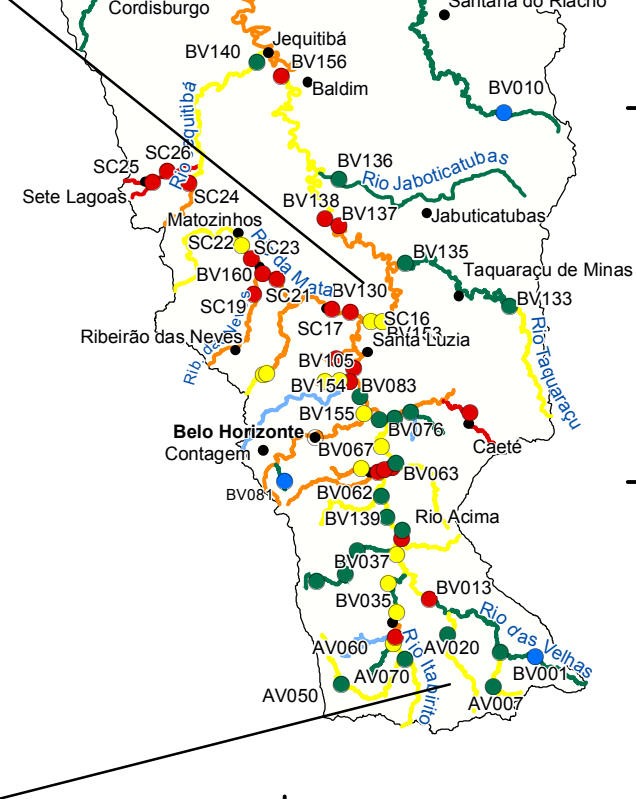 Cordisburgo
Santana do Riacho
Jequitibá
BV140
BV156
Baldim
BV010
Rio Jequitibá
SC26
SC25
SC24
Sete Lagoas
BV136
Rio Jaboticatubas
BV138
BV137
Jabuticatubas
Matozinhos
SC22
SC23
Rib. da Mata
BV160
SC21
SC19
BV135
Taquaraçu de Minas
BV133
BV130
SC17
SC16
BV153
Santa Luzia
Ribeirão das Neves
Rib. das Neves
Rio Taquaraçu
BV105
BV154
BV083
BV155
BV076
Belo Horizonte
Contagem
Caeté
BV067
BV063
BV081
BV062
BV139
Rio Acima
BV037
BV035
BV013
Rio das Velhas
AV060
AV020
Rio Itabirito
BV001
AV070
AV050
AV007